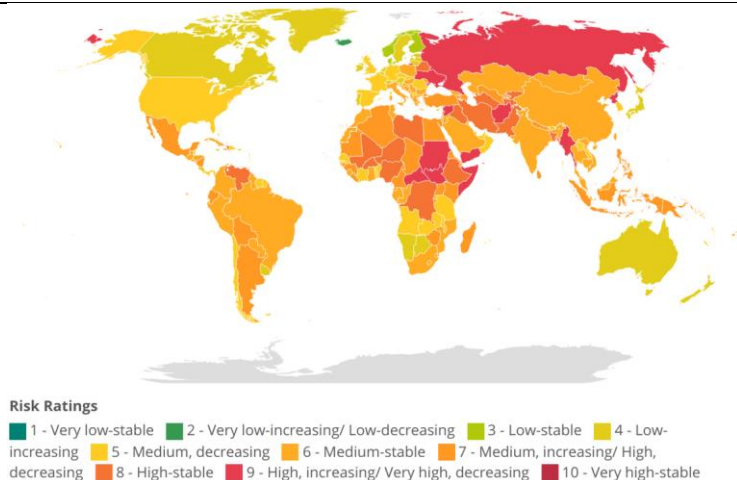 Risk Ratings
1 - Very low-stable 2 - Very low-increasing/ Low-decreasing 3 - Low-stable 4 - Low-
increasing 5 - Medium, decreasing 6 - Medium-stable 7 - Medium, increasing/ High,
decreasing 8 - High-stable 9 - High, increasing/ Very high, decreasing 10 - Very high-stable